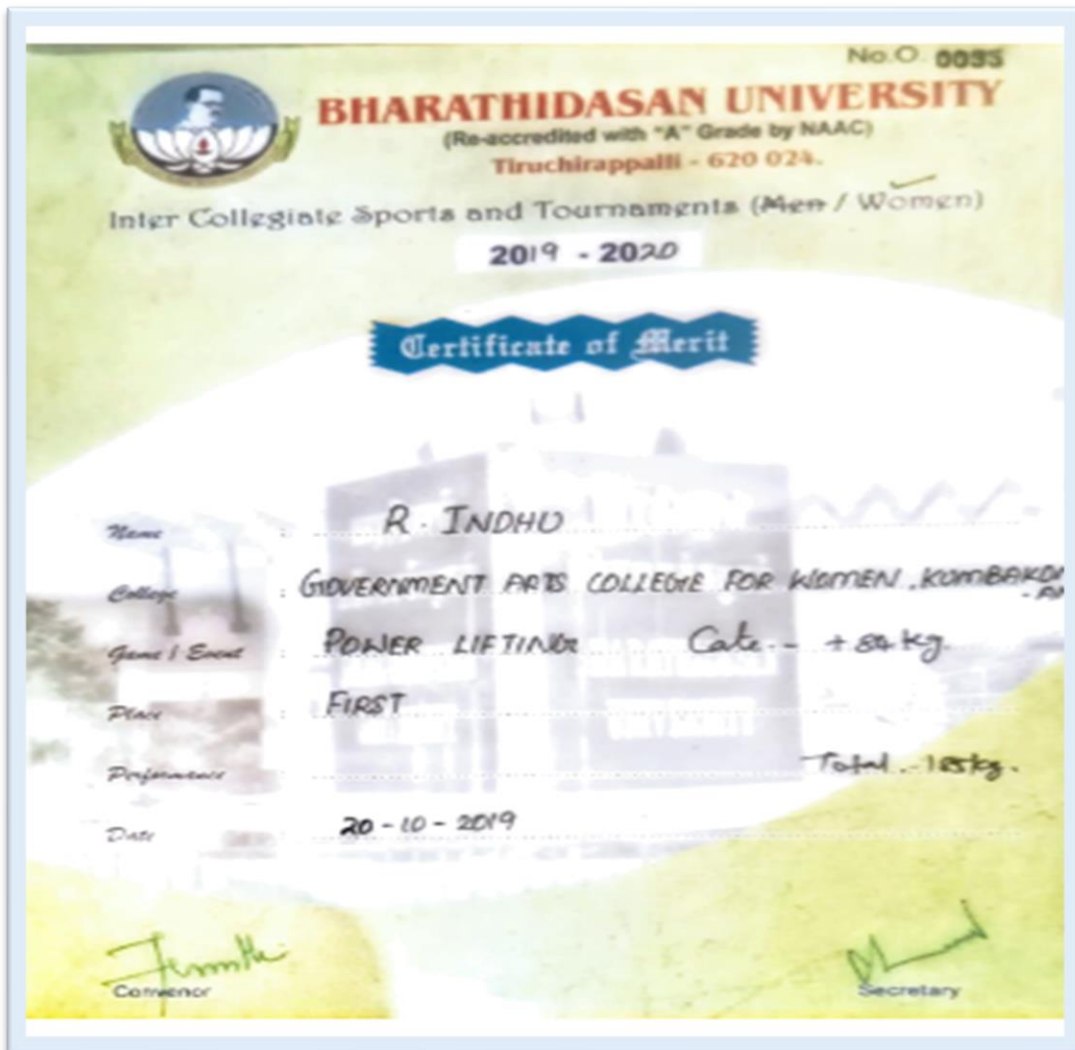 No.O. 0035
BHARATHIDASAN UNIVERSITY
(Re-accredited with "A" Grade by NAAC)
Tiruchirappalli - 620 024.
Inter Collegiate Sports and Tournaments (Men / Women)
2019 - 2020
Certificate of Merit
Name : R. INDHU
College : GOVERNMENT ARTS COLLEGE FOR WOMEN, KUMBAKO
Game / Event : POWER LIFTING Cate - + 84 kg.
Place : FIRST
Performance : Total - 185 kg.
Date : 20 - 10 - 2019
Convenor
Secretary